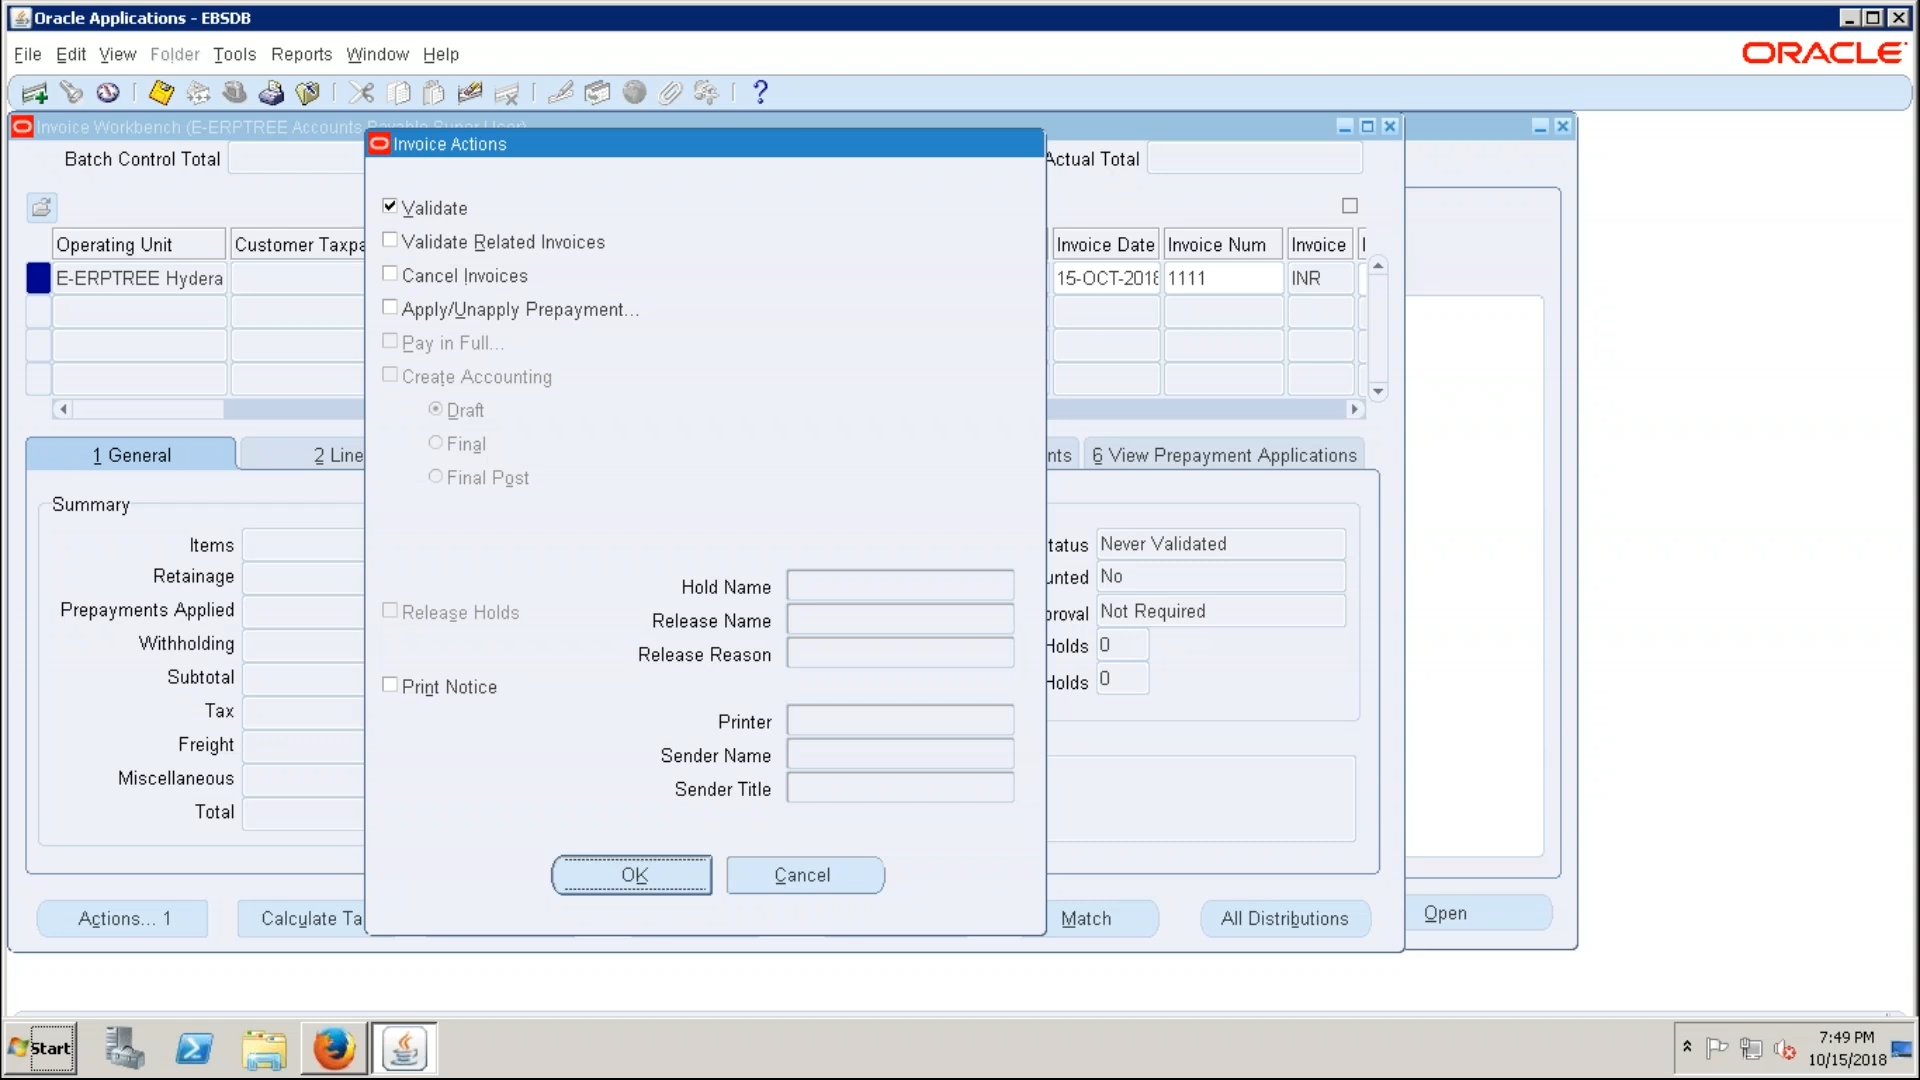 Oracle Applications - EBSDB
File Edit View Folder Tools Reports Window Help
ORACLE
Invoice Workbench (E-ERPTREE Accounts Payable Super User)
Invoice Actions
Batch Control Total
Actual Total
Validate
Validate Related Invoices
Cancel Invoices
Apply/Unapply Prepayment...
Pay in Full...
Create Accounting
Draft
Final
Final Post
Operating Unit Customer Taxpa Invoice Date Invoice Num Invoice
E-ERPTREE Hydera 15-OCT-2018 1111 INR
1 General 2 Line nts 6 View Prepayment Applications
Summary
Items
Retainage
Prepayments Applied
Withholding
Subtotal
Tax
Freight
Miscellaneous
Total
Hold Name
Release Holds Release Name
Release Reason
Print Notice
Printer
Sender Name
Sender Title
tatus Never Validated
unted No
proval Not Required
Holds 0
Holds 0
OK Cancel
Actions... 1 Calculate Ta Match All Distributions Open
Start
7:49 PM
10/15/2018